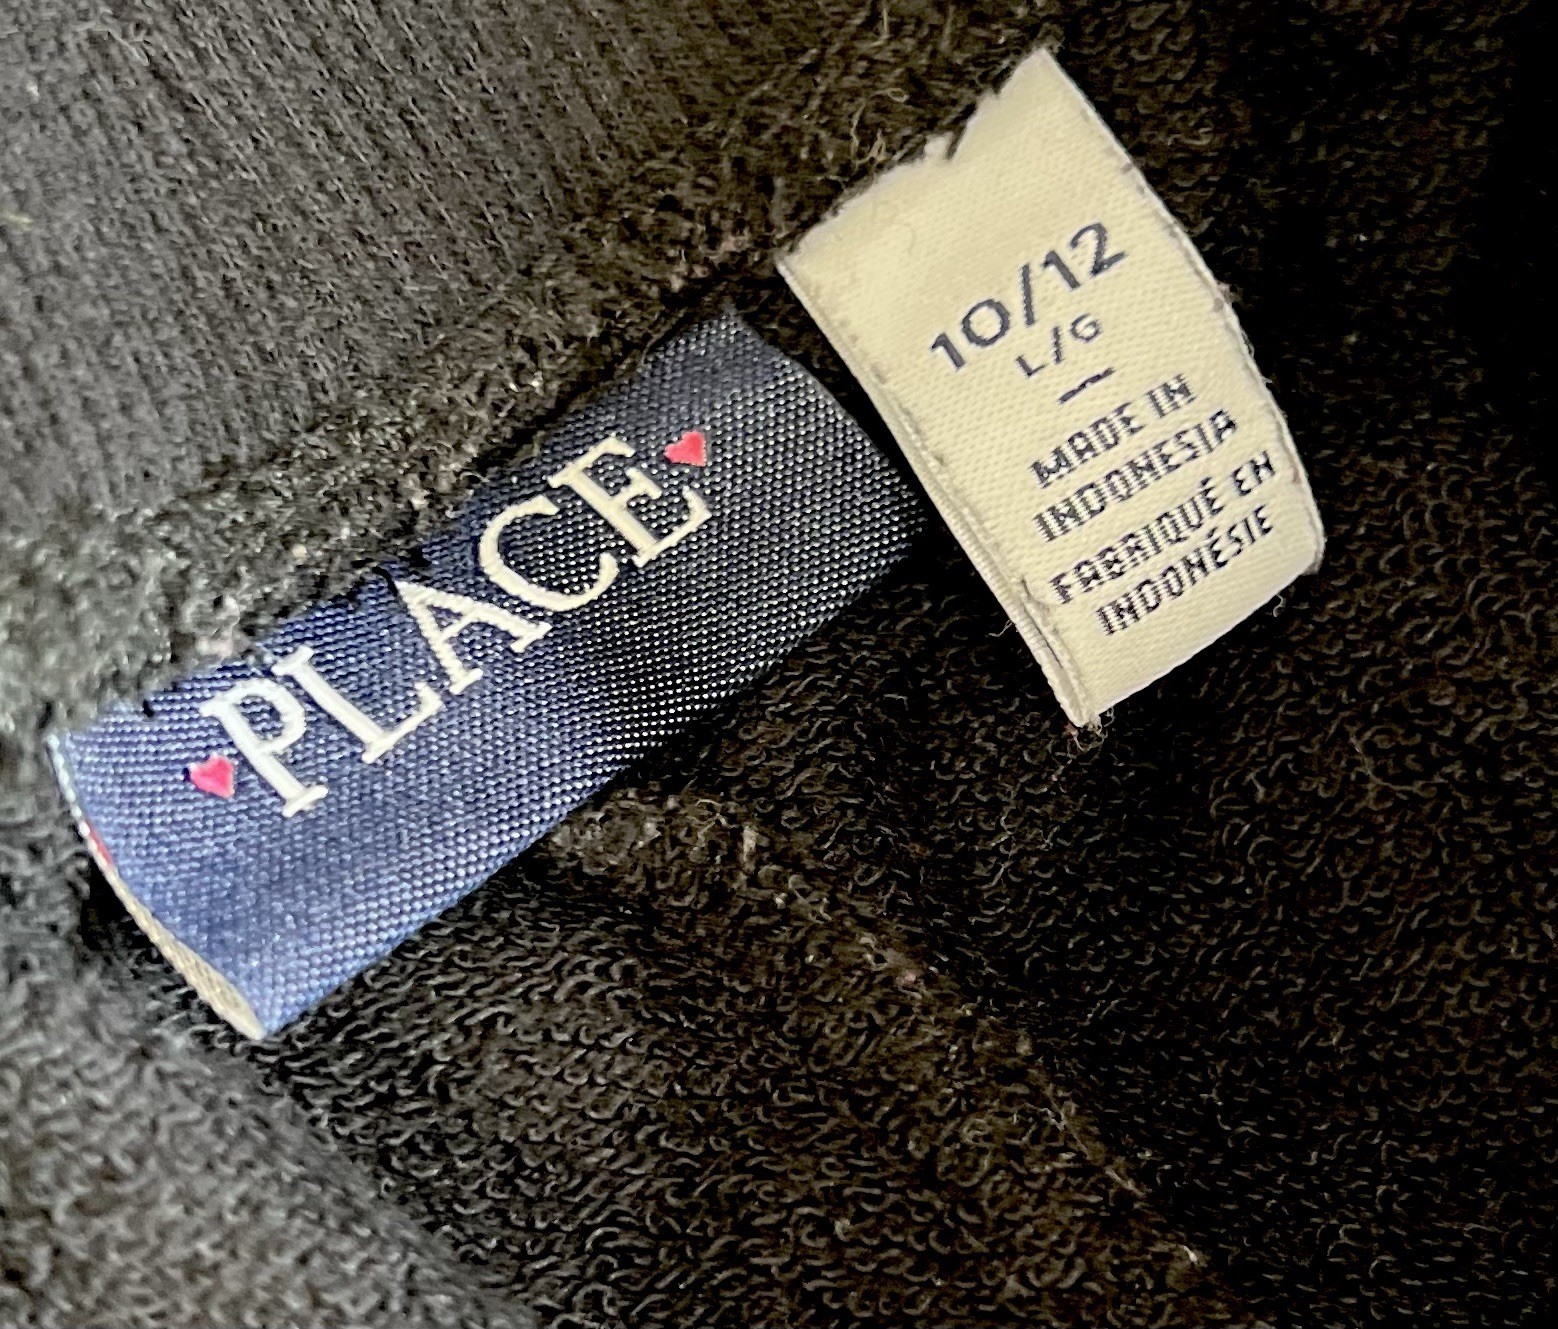 PLACE
10/12
L/G
MADE IN
INDONESIA
FABRIQUÉ EN
INDONÉSIE